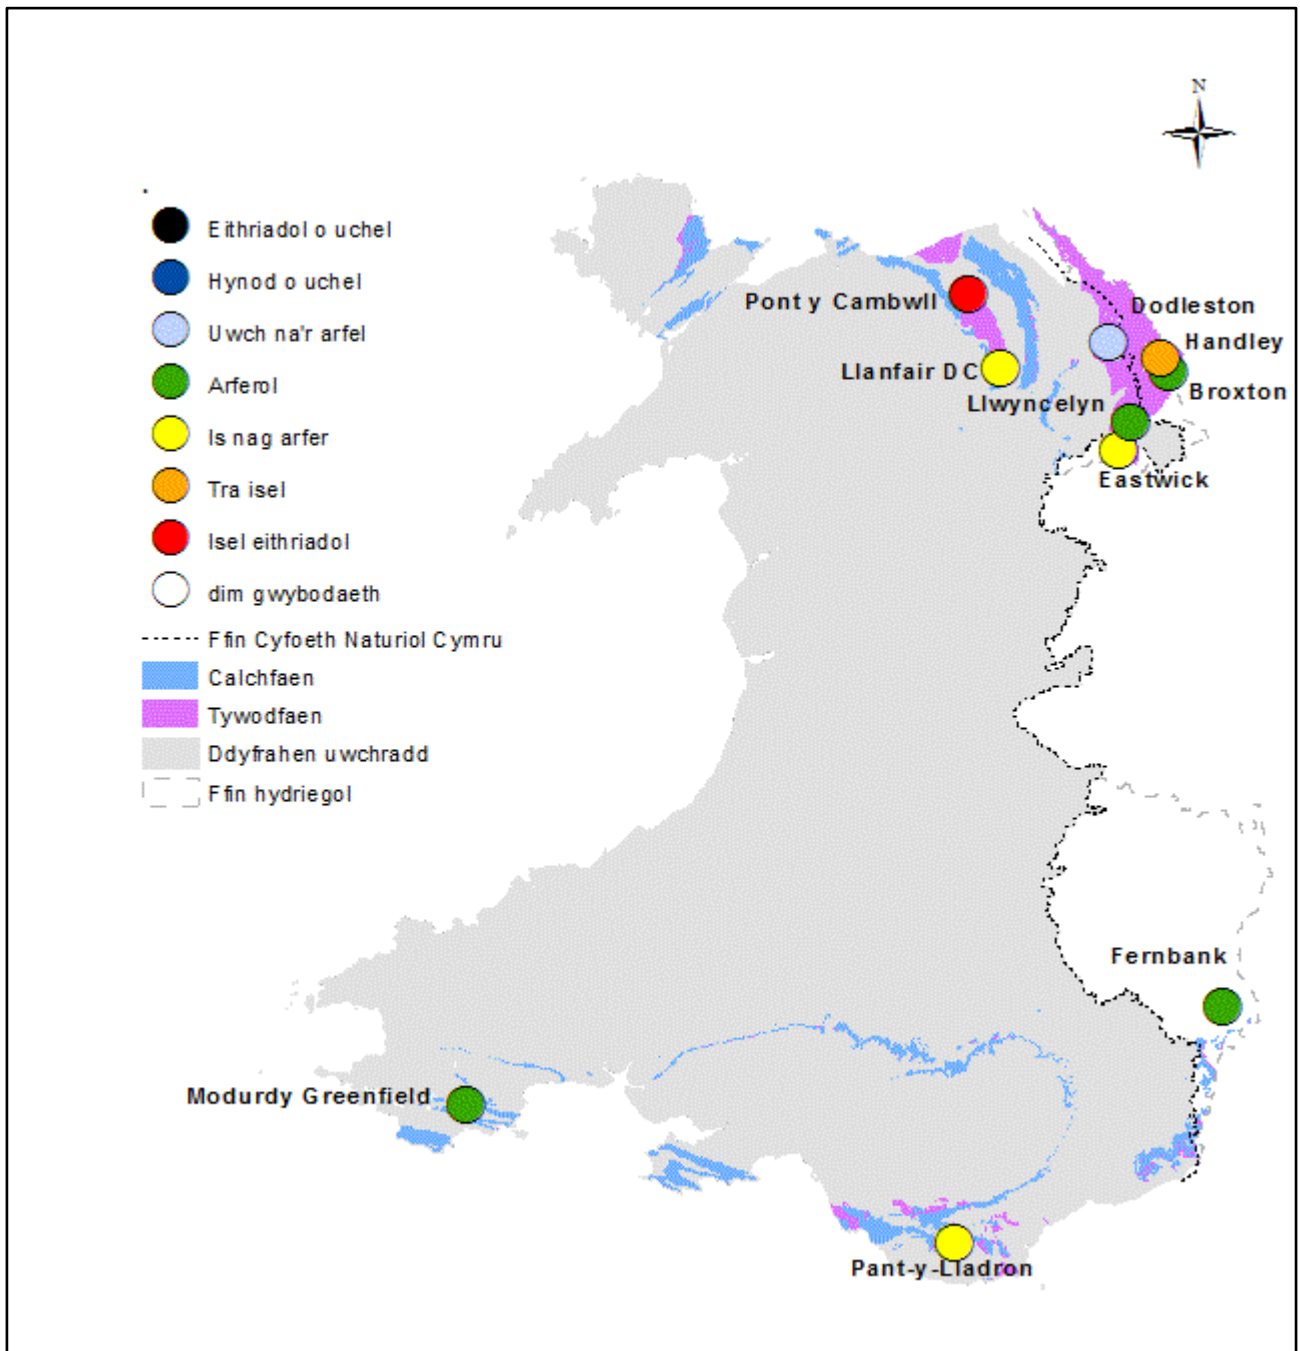 N
Eithriadol o uchel
Hynod o uchel
Uwch na'r arfel
Arferol
Is nag arfer
Tra isel
Isel eithriadol
dim gwybodaeth
Ffin Cyfoeth Naturiol Cymru
Calchfaen
Tywodfaen
Ddyfrahen uwchradd
Ffin hydriegol
Pont y Cambwll
Dodleston
Handley
Llanfair DC
Broxton
Llwyncelyn
Eastwick
Fernbank
Modurdy Greenfield
Pant-y-Lladron